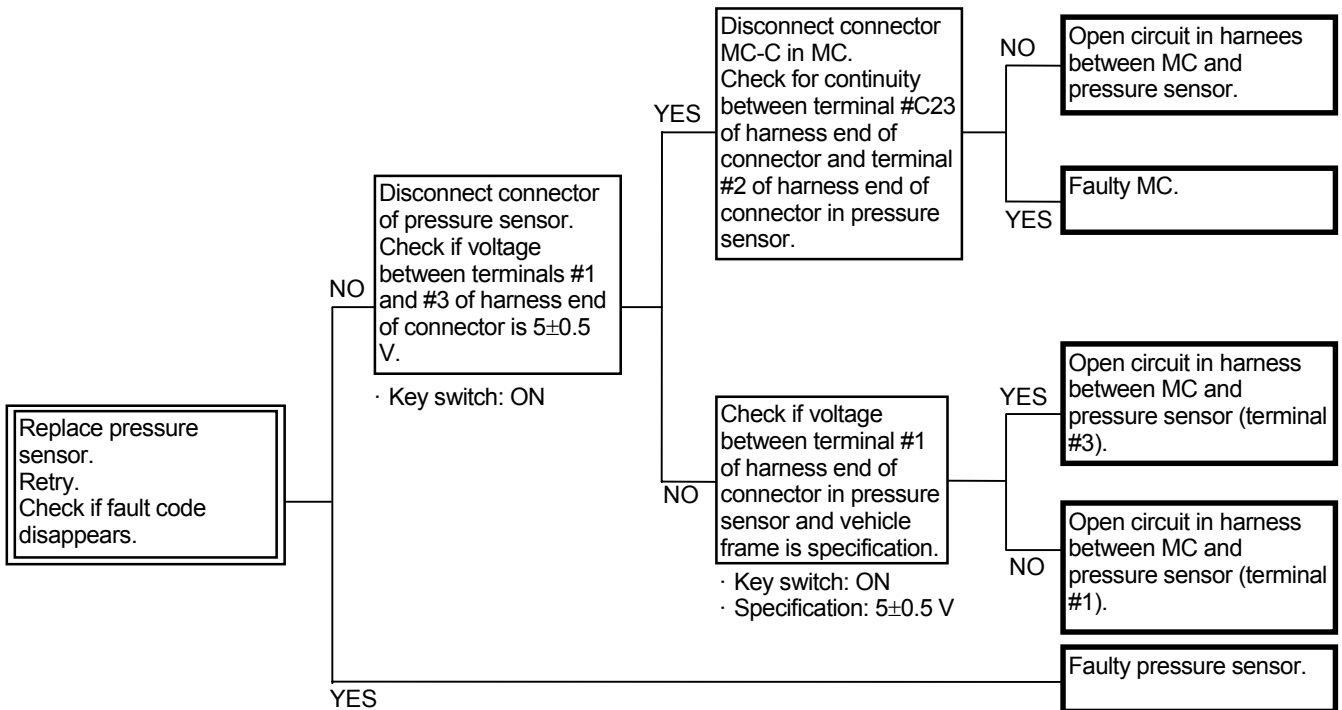 Replace pressure
sensor.
Retry.
Check if fault code
disappears.
NO
Disconnect connector
of pressure sensor.
Check if voltage
between terminals #1
and #3 of harness end
of connector is 5±0.5
V.
· Key switch: ON
YES
Disconnect connector
MC-C in MC.
Check for continuity
between terminal #C23
of harness end of
connector and terminal
#2 of harness end of
connector in pressure
sensor.
NO
Open circuit in harnees
between MC and
pressure sensor.
YES
Faulty MC.
NO
Check if voltage
between terminal #1
of harness end of
connector in pressure
sensor and vehicle
frame is specification.
· Key switch: ON
· Specification: 5±0.5 V
YES
Open circuit in harness
between MC and
pressure sensor (terminal
#3).
NO
Open circuit in harness
between MC and
pressure sensor (terminal
#1).
YES
Faulty pressure sensor.